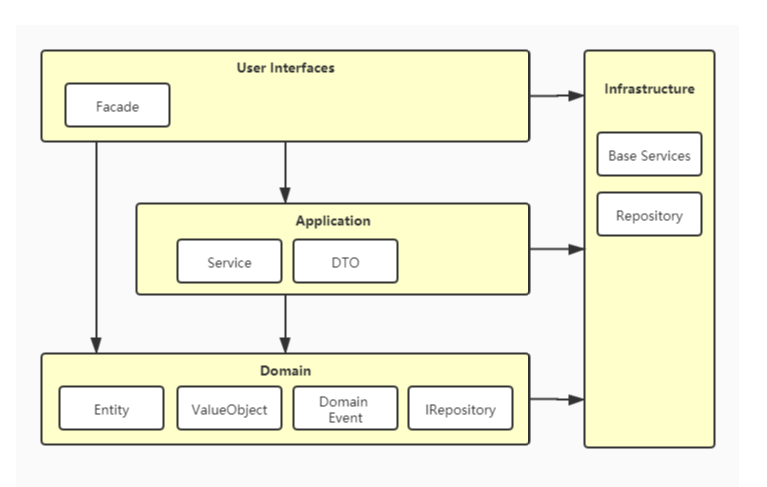 User Interfaces
Facade
Infrastructure
Base Services
Repository
Application
Service
DTO
Domain
Entity
ValueObject
Domain
Event
IRepository